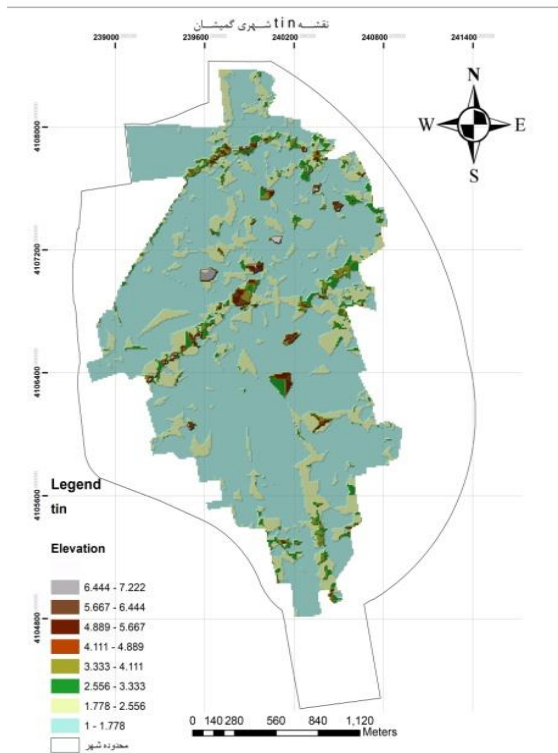 نقشه tin شهری گمیشان
239000 239600 240200 240800 241400
4108000
4107200
4106400
4105600
4104800
N
W E
S
Legend
tin
Elevation
6.444 - 7.222
5.667 - 6.444
4.889 - 5.667
4.111 - 4.889
3.333 - 4.111
2.556 - 3.333
1.778 - 2.556
1 - 1.778
محدوده شهر
0 140 280 560 840 1,120
Meters